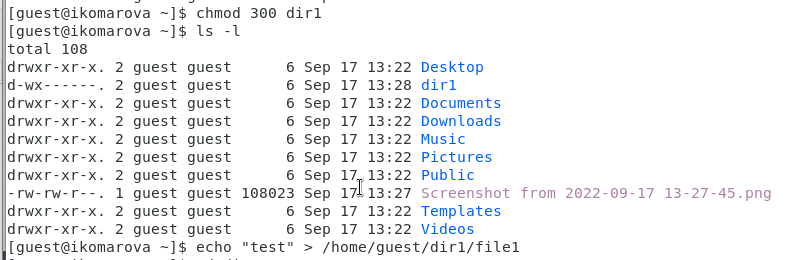 [guest@ikomarova ~]$ chmod 300 dir1
[guest@ikomarova ~]$ ls -l
total 108
drwxr-xr-x. 2 guest guest      6 Sep 17 13:22 Desktop
d-wx------. 2 guest guest      6 Sep 17 13:28 dir1
drwxr-xr-x. 2 guest guest      6 Sep 17 13:22 Documents
drwxr-xr-x. 2 guest guest      6 Sep 17 13:22 Downloads
drwxr-xr-x. 2 guest guest      6 Sep 17 13:22 Music
drwxr-xr-x. 2 guest guest      6 Sep 17 13:22 Pictures
drwxr-xr-x. 2 guest guest      6 Sep 17 13:22 Public
-rw-rw-r--. 1 guest guest 108023 Sep 17 13:27 Screenshot from 2022-09-17 13-27-45.png
drwxr-xr-x. 2 guest guest      6 Sep 17 13:22 Templates
drwxr-xr-x. 2 guest guest      6 Sep 17 13:22 Videos
[guest@ikomarova ~]$ echo "test" > /home/guest/dir1/file1